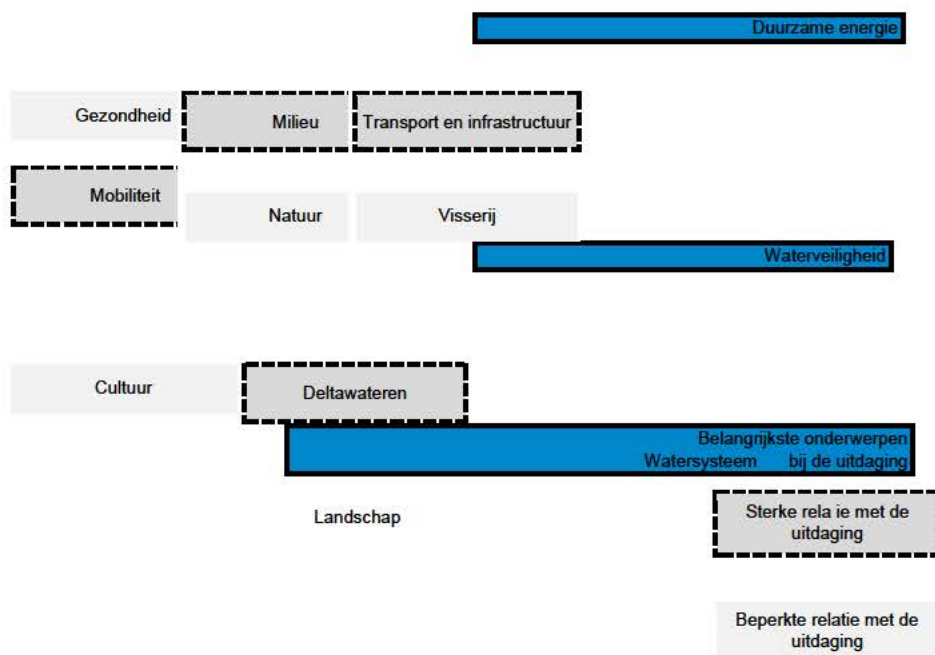 Duurzame energie
Gezondheid
Milieu
Transport en infrastructuur
Mobiliteit
Natuur
Visserij
Waterveiligheid
Cultuur
Deltawateren
Belangrijkste onderwerpen
Watersysteem bij de uitdaging
Landschap
Sterke rela ie met de
uitdaging
Beperkte relatie met de
uitdaging